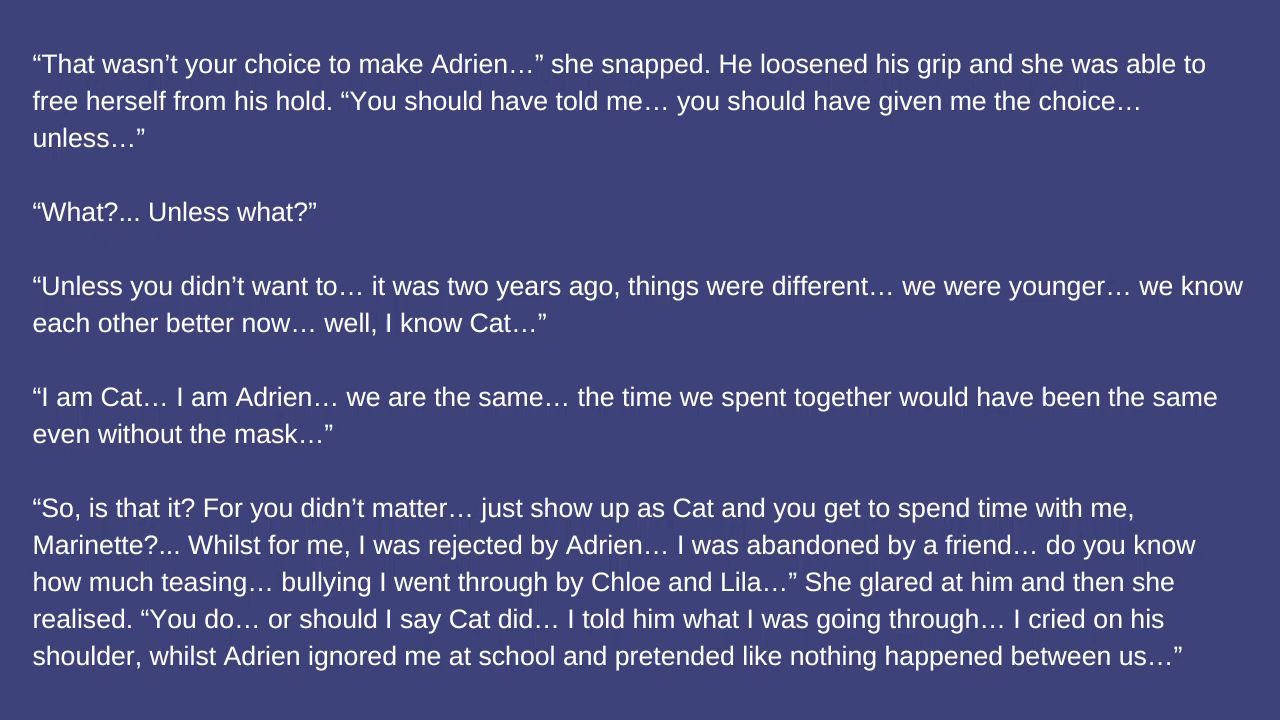 “That wasn’t your choice to make Adrien…” she snapped. He loosened his grip and she was able to
free herself from his hold. “You should have told me… you should have given me the choice…
unless…”
“What?... Unless what?”
“Unless you didn’t want to… it was two years ago, things were different… we were younger… we know
each other better now… well, I know Cat…”
“I am Cat… I am Adrien… we are the same… the time we spent together would have been the same
even without the mask…”
“So, is that it? For you didn’t matter… just show up as Cat and you get to spend time with me,
Marinette?... Whilst for me, I was rejected by Adrien… I was abandoned by a friend… do you know
how much teasing… bullying I went through by Chloe and Lila…” She glared at him and then she
realised. “You do… or should I say Cat did… I told him what I was going through… I cried on his
shoulder, whilst Adrien ignored me at school and pretended like nothing happened between us…”